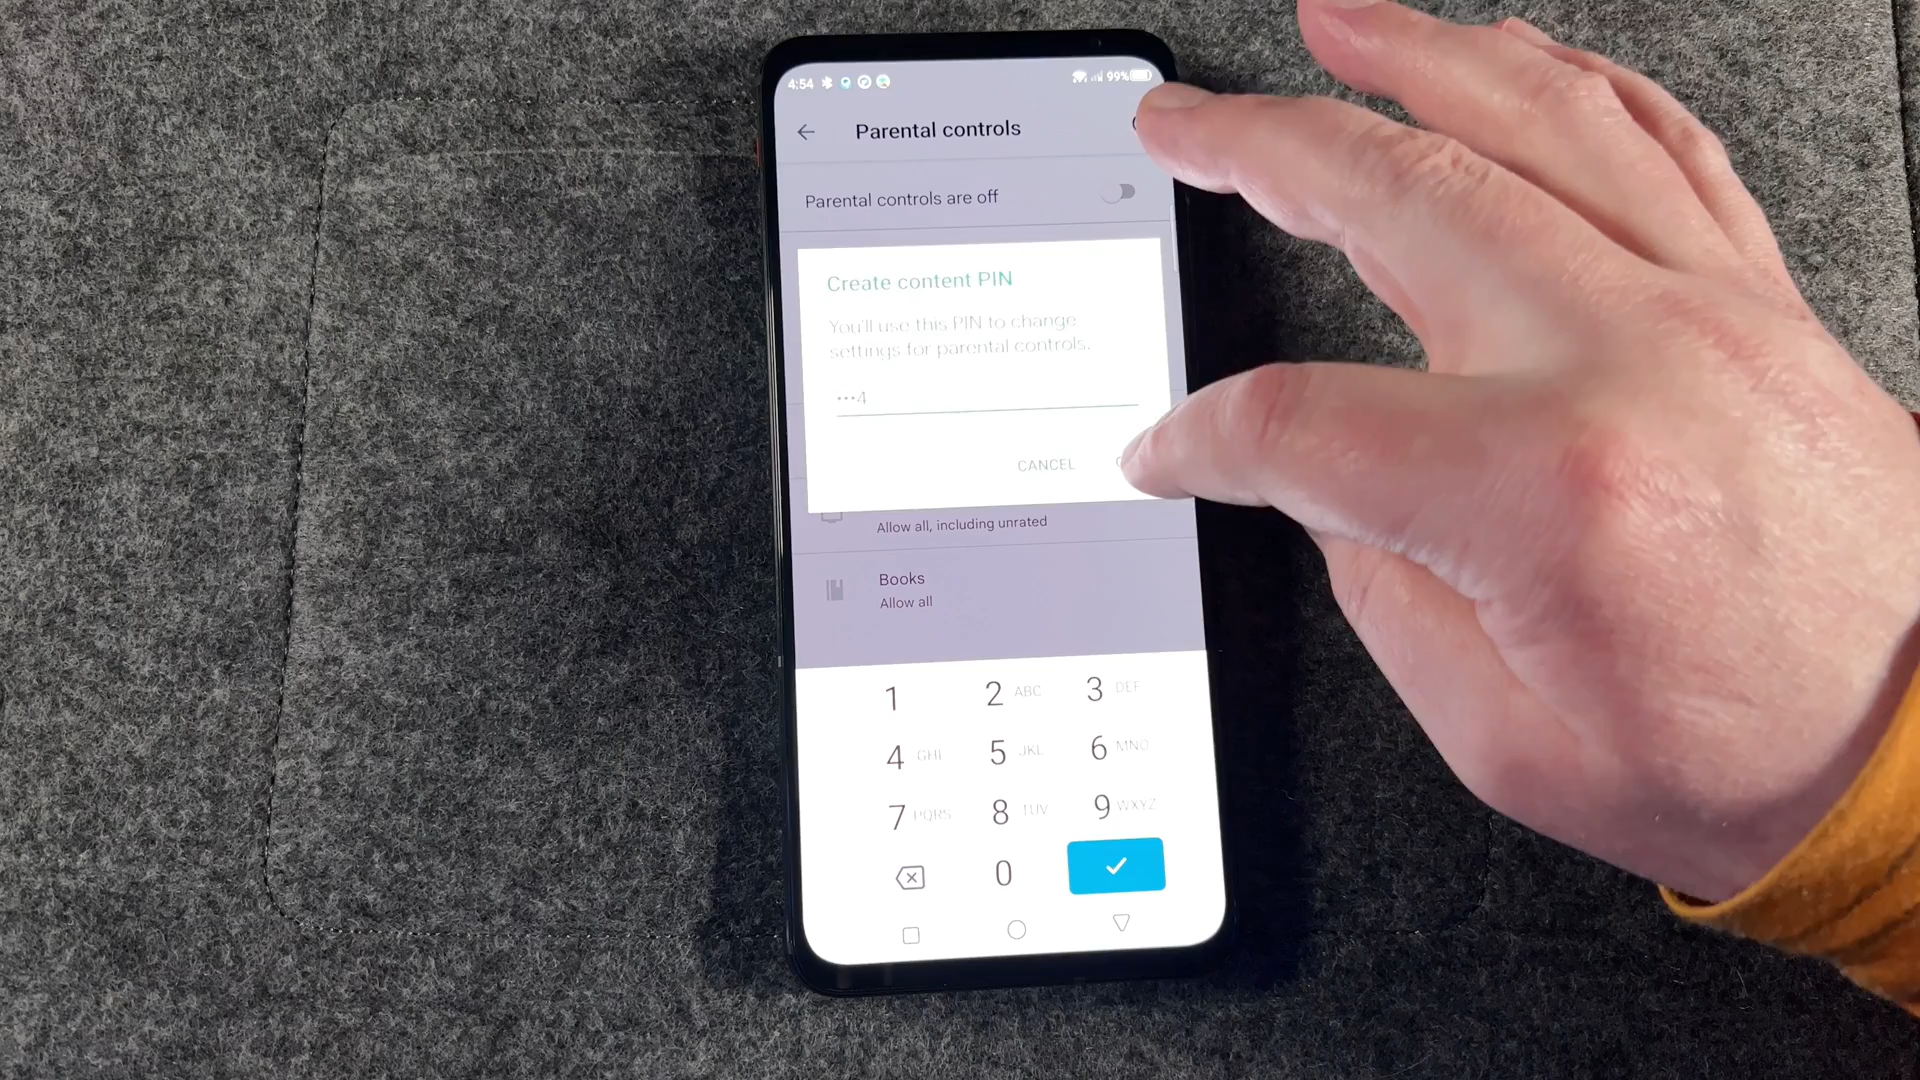 4:54 99%
Parental controls
Parental controls are off
Create content PIN
You'll use this PIN to change
settings for parental controls.
•••4
CANCEL
Allow all, including unrated
Books
Allow all
1 2 ABC 3 DEF
4 GHI 5 JKL 6 MNO
7 PQRS 8 TUV 9 WXYZ
0